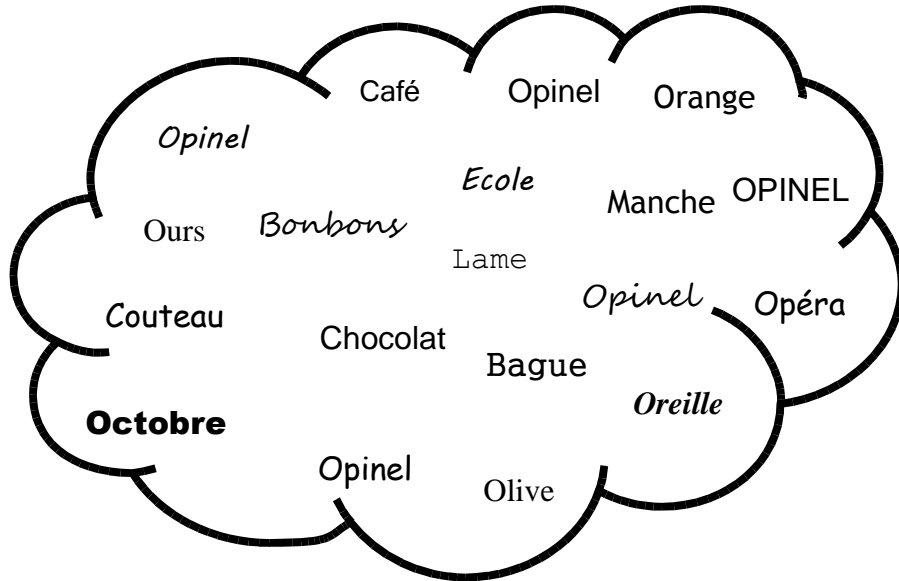 Café
Opinel
Orange
Opinel
Ecole
Manche
OPINEL
Ours
Bonbons
Lame
Opinel
Opéra
Couteau
Chocolat
Bague
Oreille
Octobre
Opinel
Olive